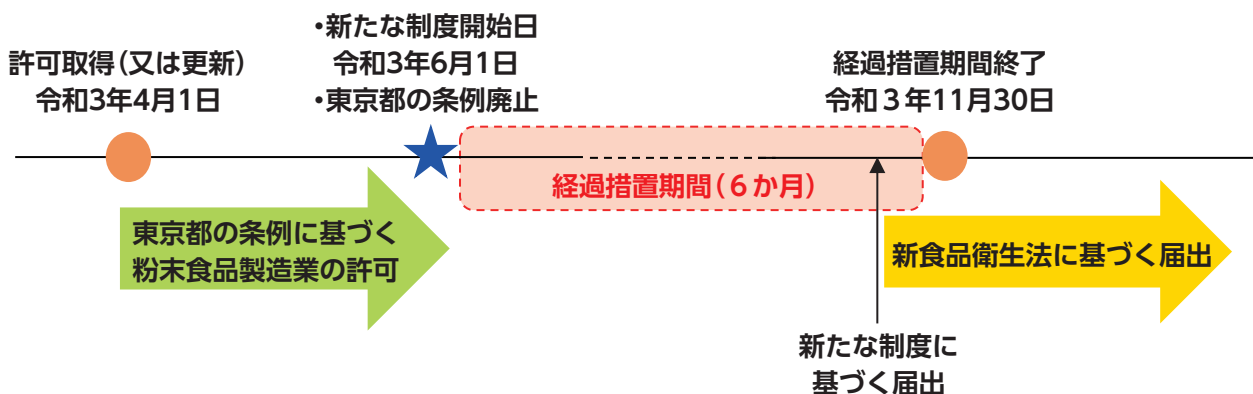 許可取得（又は更新）
令和3年4月1日
・新たな制度開始日
令和3年6月1日
・東京都の条例廃止
経過措置期間終了
令和３年11月30日
経過措置期間（６か月）
東京都の条例に基づく
粉末食品製造業の許可
新食品衛生法に基づく届出
新たな制度に
基づく届出